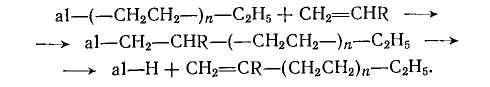 al—(—CH₂CH₂—)ₙ—C₂H₅ + CH₂=CHR ⟶
⟶ al—CH₂—CHR—(—CH₂CH₂—)ₙ—C₂H₅ ⟶
⟶ al—H + CH₂=CR—(CH₂CH₂)ₙ—C₂H₅.